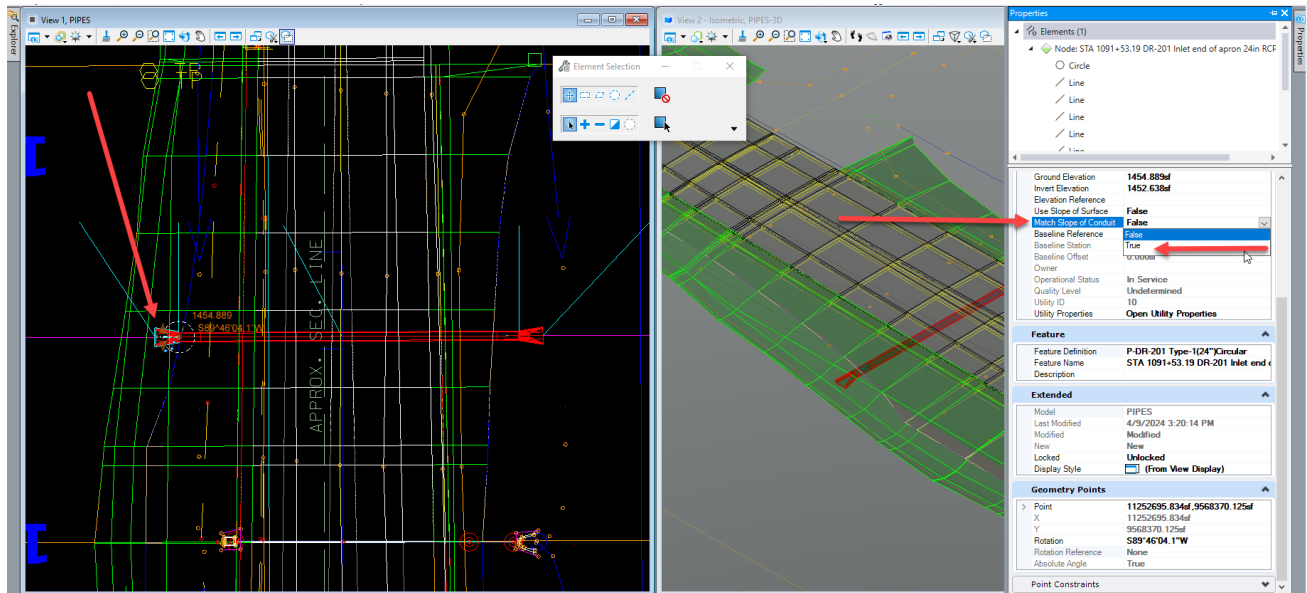 View 1, PIPES
View 2 - Isometric, PIPES-3D
Properties
Explorer
Properties
Element Selection
Elements (1)
Node: STA 1091+53.19 DR-201 Inlet end of apron 24in RCP
Circle
Line
Line
Line
Line
Line
1454.889
S89°46'04.1"W
APPROX. SEC. LINE
1
1
Ground Elevation 1454.889sf
Invert Elevation 1452.638sf
Elevation Reference
Use Slope of Surface False
Match Slope of Conduit False
Baseline Reference False
Baseline Station True
Baseline Offset 0.000sf
Owner
Operational Status In Service
Quality Level Undetermined
Utility ID 10
Utility Properties Open Utility Properties
Feature
Feature Definition P-DR-201 Type-1(24")Circular
Feature Name STA 1091+53.19 DR-201 Inlet end o
Description
Extended
Model PIPES
Last Modified 4/9/2024 3:20:14 PM
Modified Modified
New New
Locked Unlocked
Display Style (From View Display)
Geometry Points
Point 11252695.834sf,9568370.125sf
X 11252695.834sf
Y 9568370.125sf
Rotation S89°46'04.1"W
Rotation Reference None
Absolute Angle True
Point Constraints